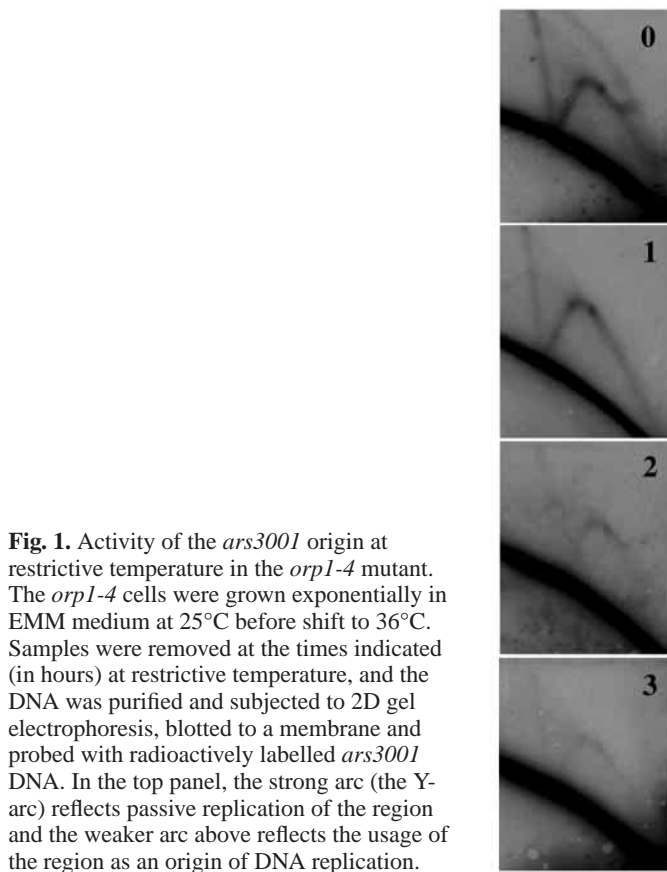 0
1
2
3
Fig. 1. Activity of the ars3001 origin at
restrictive temperature in the orp1-4 mutant.
The orp1-4 cells were grown exponentially in
EMM medium at 25°C before shift to 36°C.
Samples were removed at the times indicated
(in hours) at restrictive temperature, and the
DNA was purified and subjected to 2D gel
electrophoresis, blotted to a membrane and
probed with radioactively labelled ars3001
DNA. In the top panel, the strong arc (the Y-
arc) reflects passive replication of the region
and the weaker arc above reflects the usage of
the region as an origin of DNA replication.